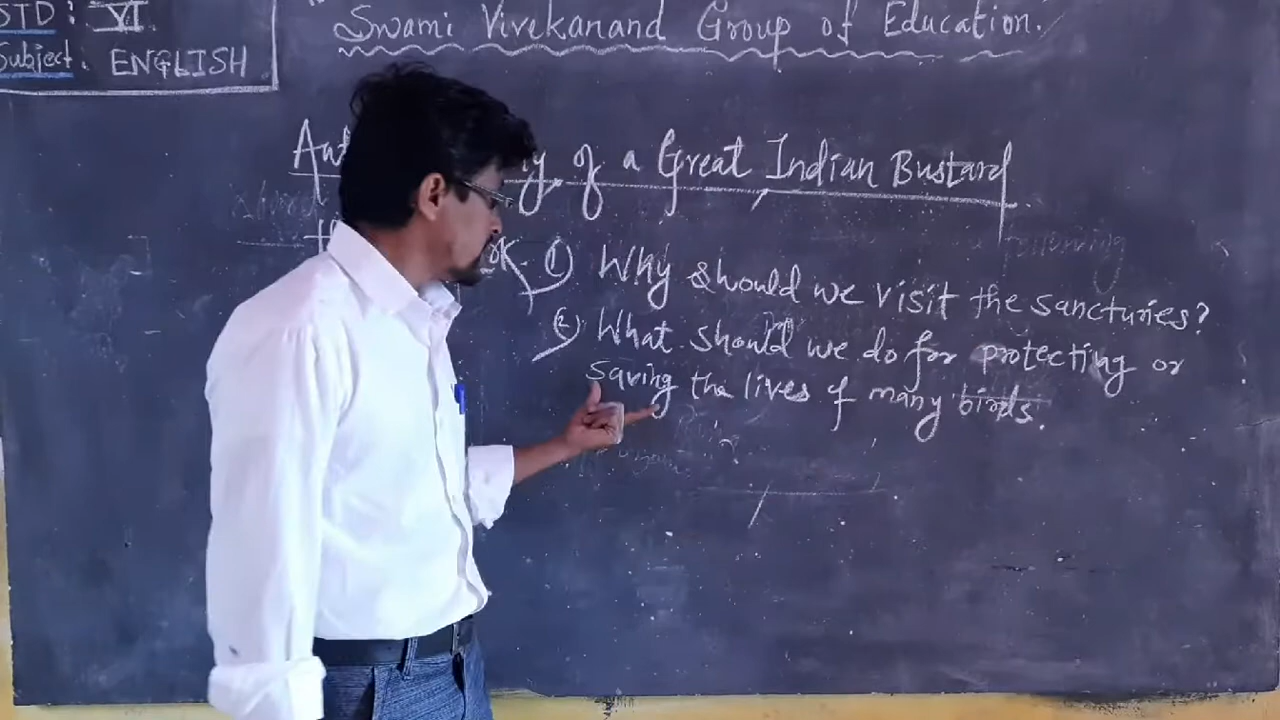 STD: VI
Subject. ENGLISH
Swami Vivekanand Group of Education.
of a Great Indian Bustard
1) Why should we visit the sancturies?
2) What should we do for protecting or
saving the lives of many birds.
following